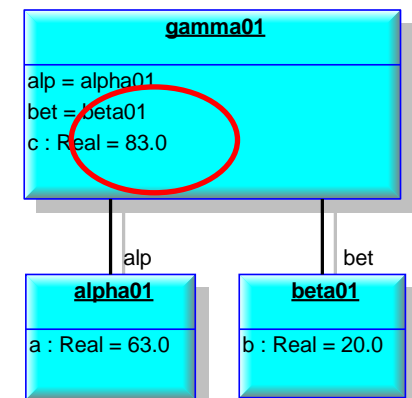 gamma01
alp = alpha01
bet = beta01
c : Real = 83.0
alp
bet
alpha01
beta01
a : Real = 63.0
b : Real = 20.0